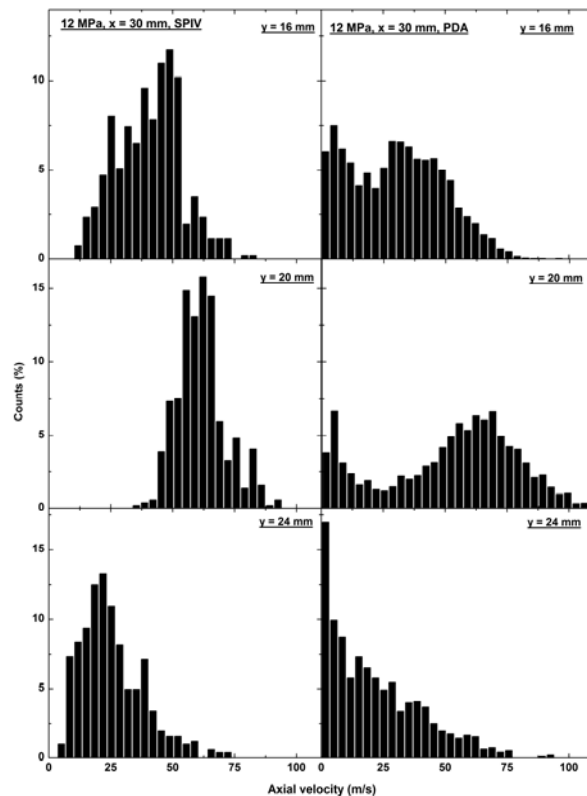 12 MPa, x = 30 mm, SPIV
y = 16 mm
12 MPa, x = 30 mm, PDA
y = 16 mm
10
5
0
y = 20 mm
y = 20 mm
15
10
5
0
Counts (%)
y = 24 mm
y = 24 mm
15
10
5
0
0 25 50 75 100
0 25 50 75 100
Axial velocity (m/s)